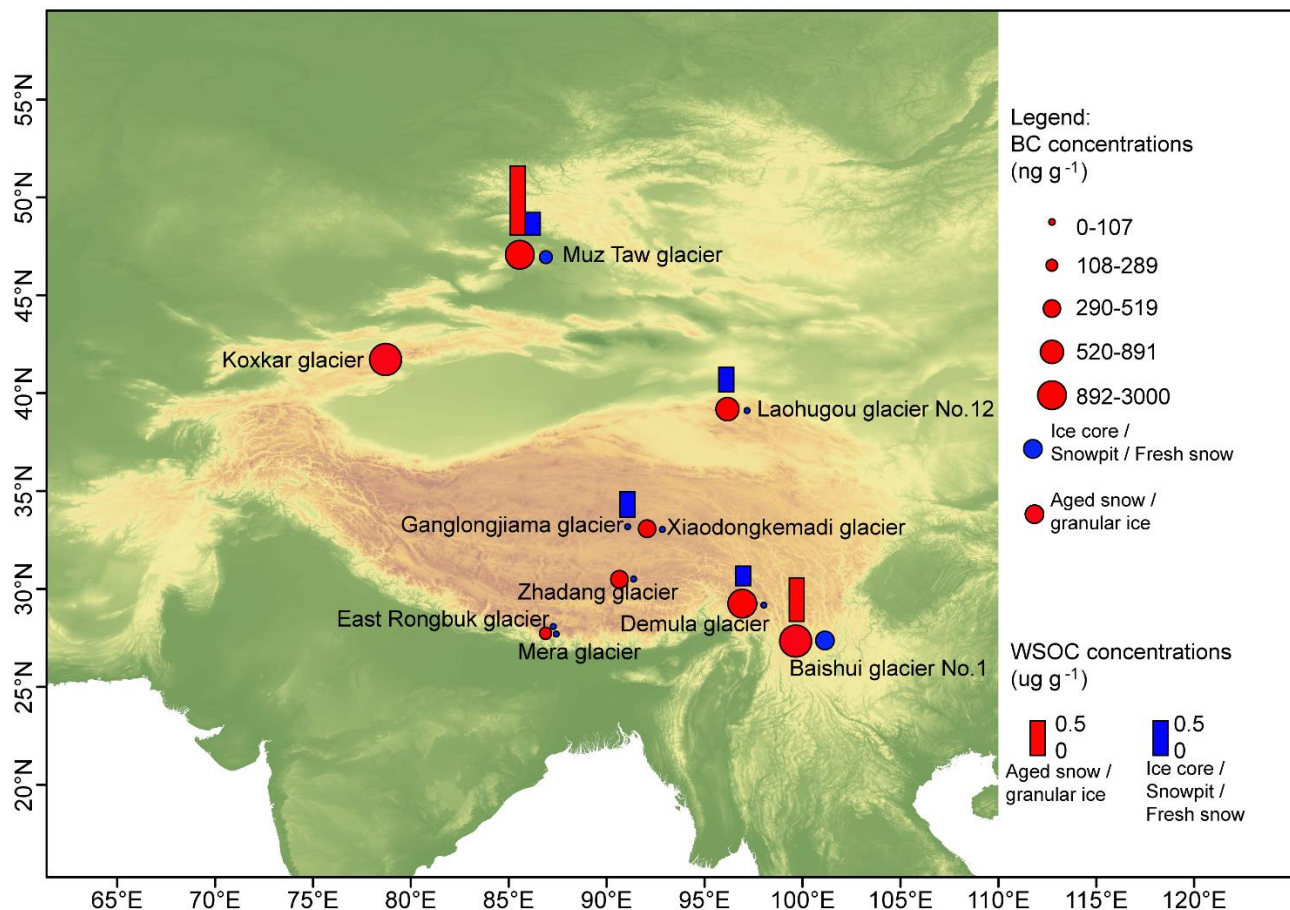 55°N
50°N
45°N
40°N
35°N
30°N
25°N
20°N
Muz Taw glacier
Koxkar glacier
Laohugou glacier No.12
Ganglongjiama glacier
Xiaodongkemadi glacier
Zhadang glacier
East Rongbuk glacier
Demula glacier
Mera glacier
Baishui glacier No.1
65°E
70°E
75°E
80°E
85°E
90°E
95°E
100°E
105°E
110°E
115°E
120°E
Legend:
BC concentrations
(ng g⁻¹)
0-107
108-289
290-519
520-891
892-3000
Ice core /
Snowpit / Fresh snow
Aged snow /
granular ice
WSOC concentrations
(ug g⁻¹)
0.5
0
Aged snow /
granular ice
0.5
0
Ice core /
Snowpit /
Fresh snow